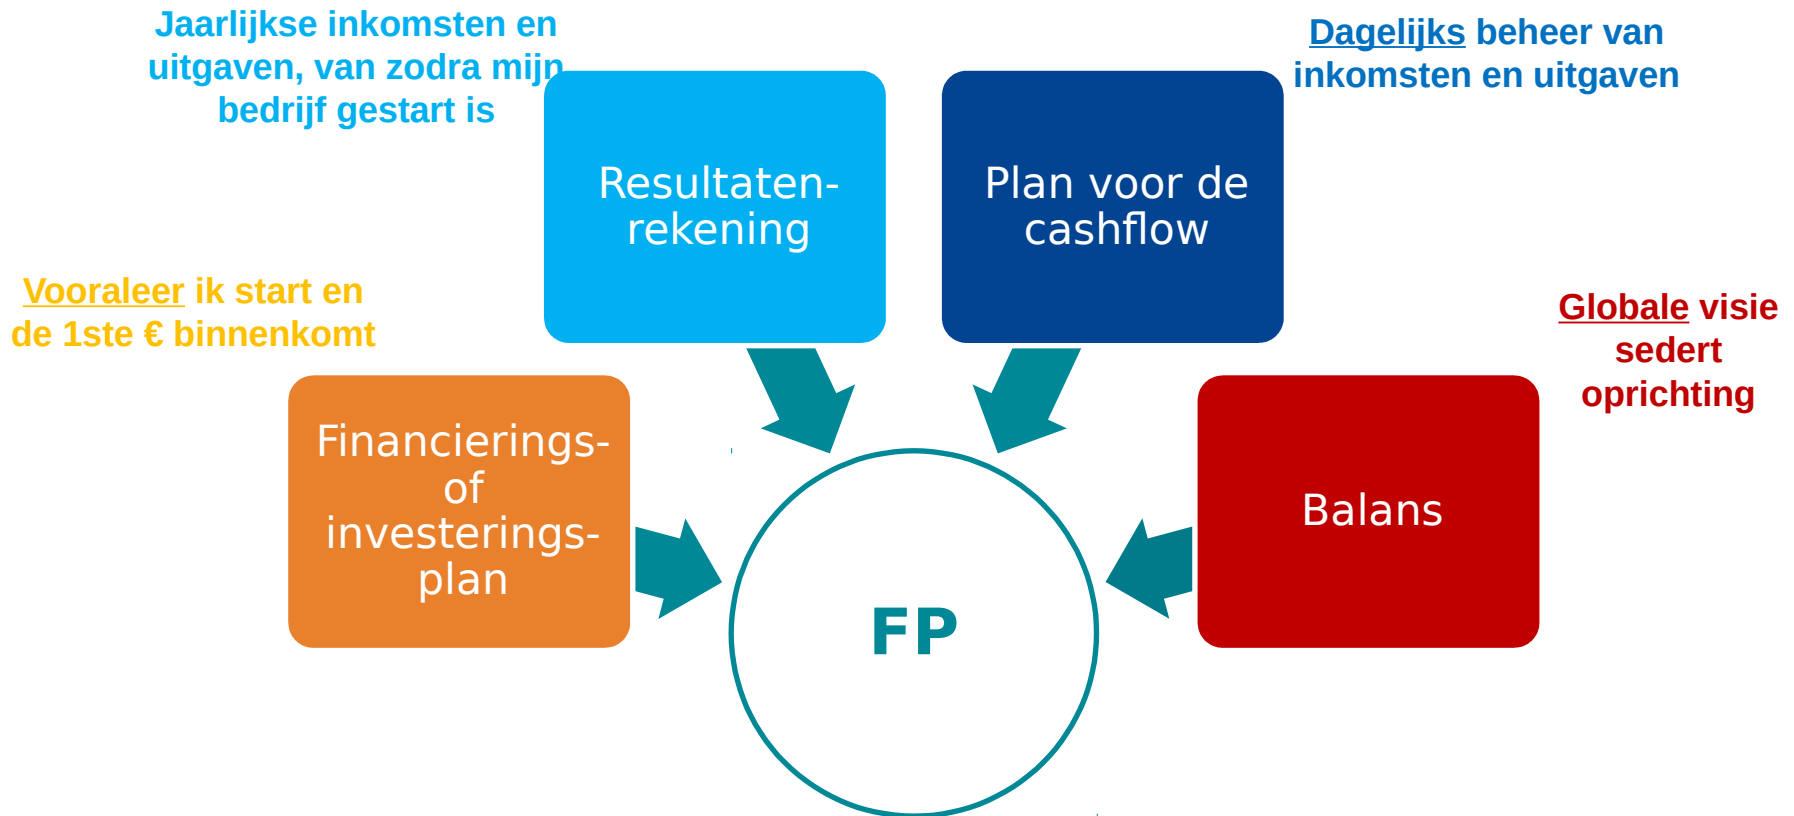 Jaarlijkse inkomsten en
uitgaven, van zodra mijn
bedrijf gestart is
Dagelijks beheer van
inkomsten en uitgaven
Resultaten-
rekening
Plan voor de
cashflow
Vooraleer ik start en
de 1ste € binnenkomt
Globale visie
sedert
oprichting
Financierings-
of
investerings-
plan
Balans
FP